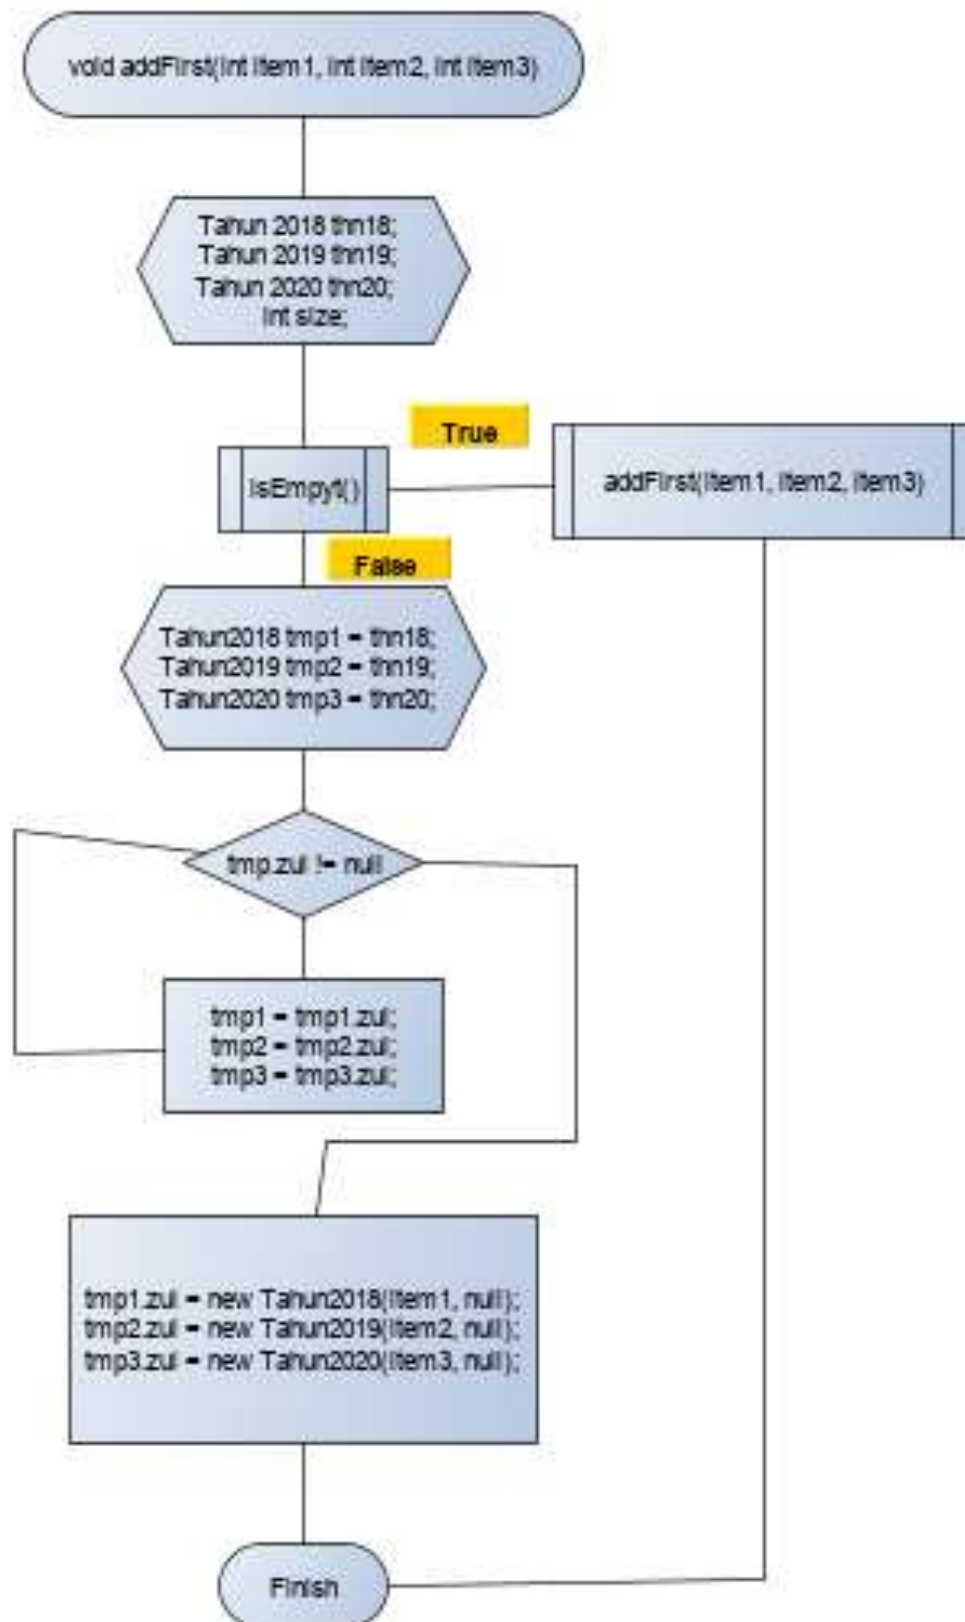 void addFirst(int item1, int item2, int item3)
Tahun 2018 thn18;
Tahun 2019 thn19;
Tahun 2020 thn20;
int size;
True
isEmpyt()
addFirst(item1, item2, item3)
False
Tahun2018 tmp1 = thn18;
Tahun2019 tmp2 = thn19;
Tahun2020 tmp3 = thn20;
tmp.zul != null
tmp1 = tmp1.zul;
tmp2 = tmp2.zul;
tmp3 = tmp3.zul;
tmp1.zul = new Tahun2018(item1, null);
tmp2.zul = new Tahun2019(item2, null);
tmp3.zul = new Tahun2020(item3, null);
Finish